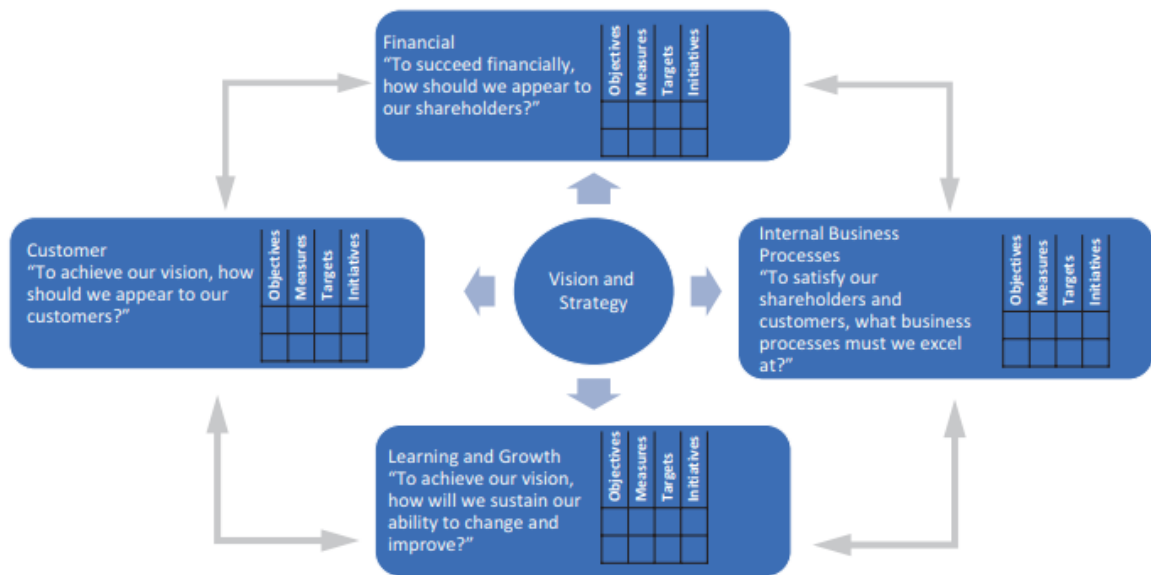 Financial
“To succeed financially,
how should we appear to
our shareholders?”
Objectives
Measures
Targets
Initiatives
Customer
“To achieve our vision, how
should we appear to our
customers?”
Objectives
Measures
Targets
Initiatives
Vision and
Strategy
Internal Business
Processes
“To satisfy our
shareholders and
customers, what business
processes must we excel
at?”
Objectives
Measures
Targets
Initiatives
Learning and Growth
“To achieve our vision,
how will we sustain our
ability to change and
improve?”
Objectives
Measures
Targets
Initiatives